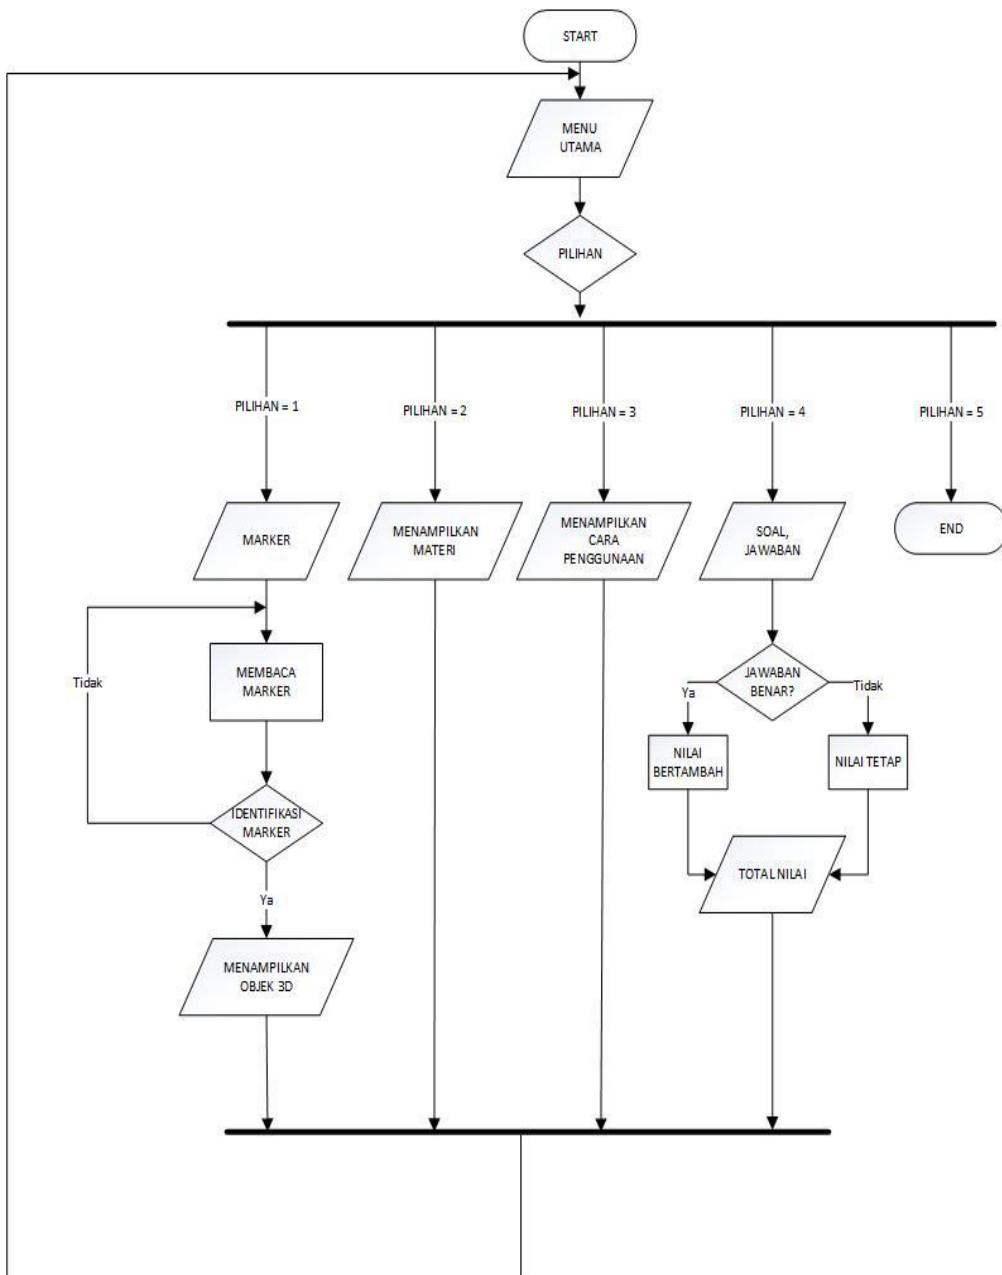 START
MENU
UTAMA
PILIHAN
PILIHAN = 1
PILIHAN = 2
PILIHAN = 3
PILIHAN = 4
PILIHAN = 5
MARKER
MENAMPILKAN
MATERI
MENAMPILKAN
CARA
PENGGUNAAN
SOAL,
JAWABAN
END
MEMBACA
MARKER
Tidak
JAWABAN
BENAR?
Ya
Tidak
NILAI
BERTAMBAH
NILAI TETAP
IDENTIFIKASI
MARKER
TOTAL NILAI
Ya
MENAMPILKAN
OBJEK 3D